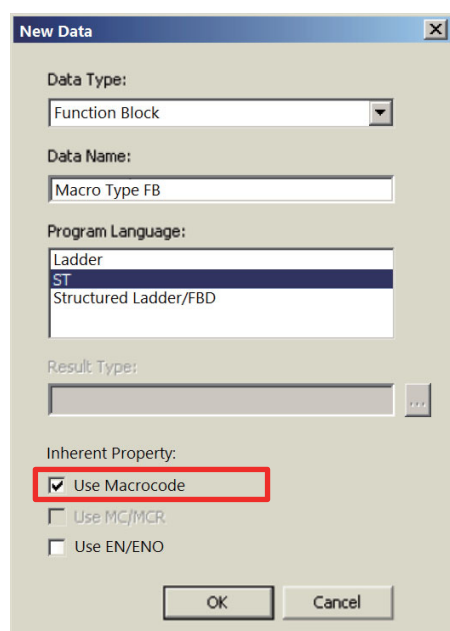 New Data
Data Type:
Function Block
Data Name:
Macro Type FB
Program Language:
Ladder
ST
Structured Ladder/FBD
Result Type:
...
Inherent Property:
Use Macrocode
Use MC/MCR
Use EN/ENO
OK Cancel